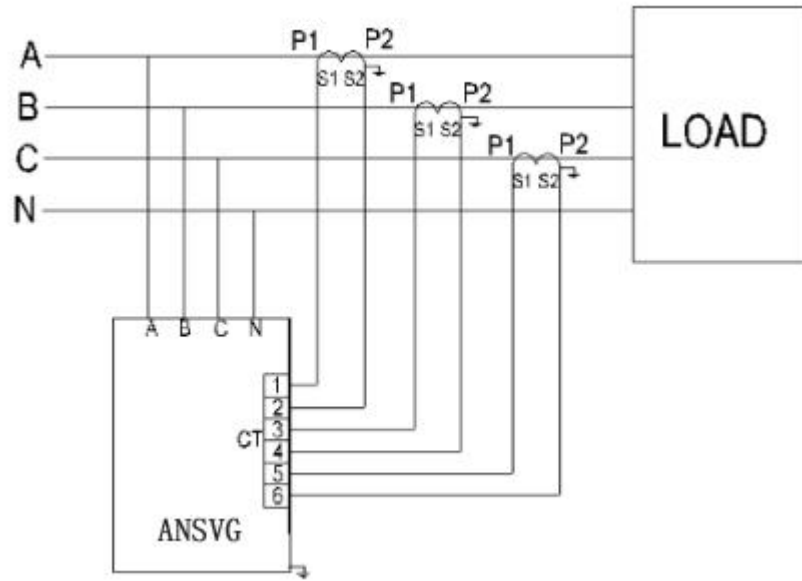 A P1 P2
S1 S2
B P1 P2
S1 S2
C P1 P2
S1 S2
N
LOAD
A B C N
1
2
3
CT
4
5
6
ANSVG